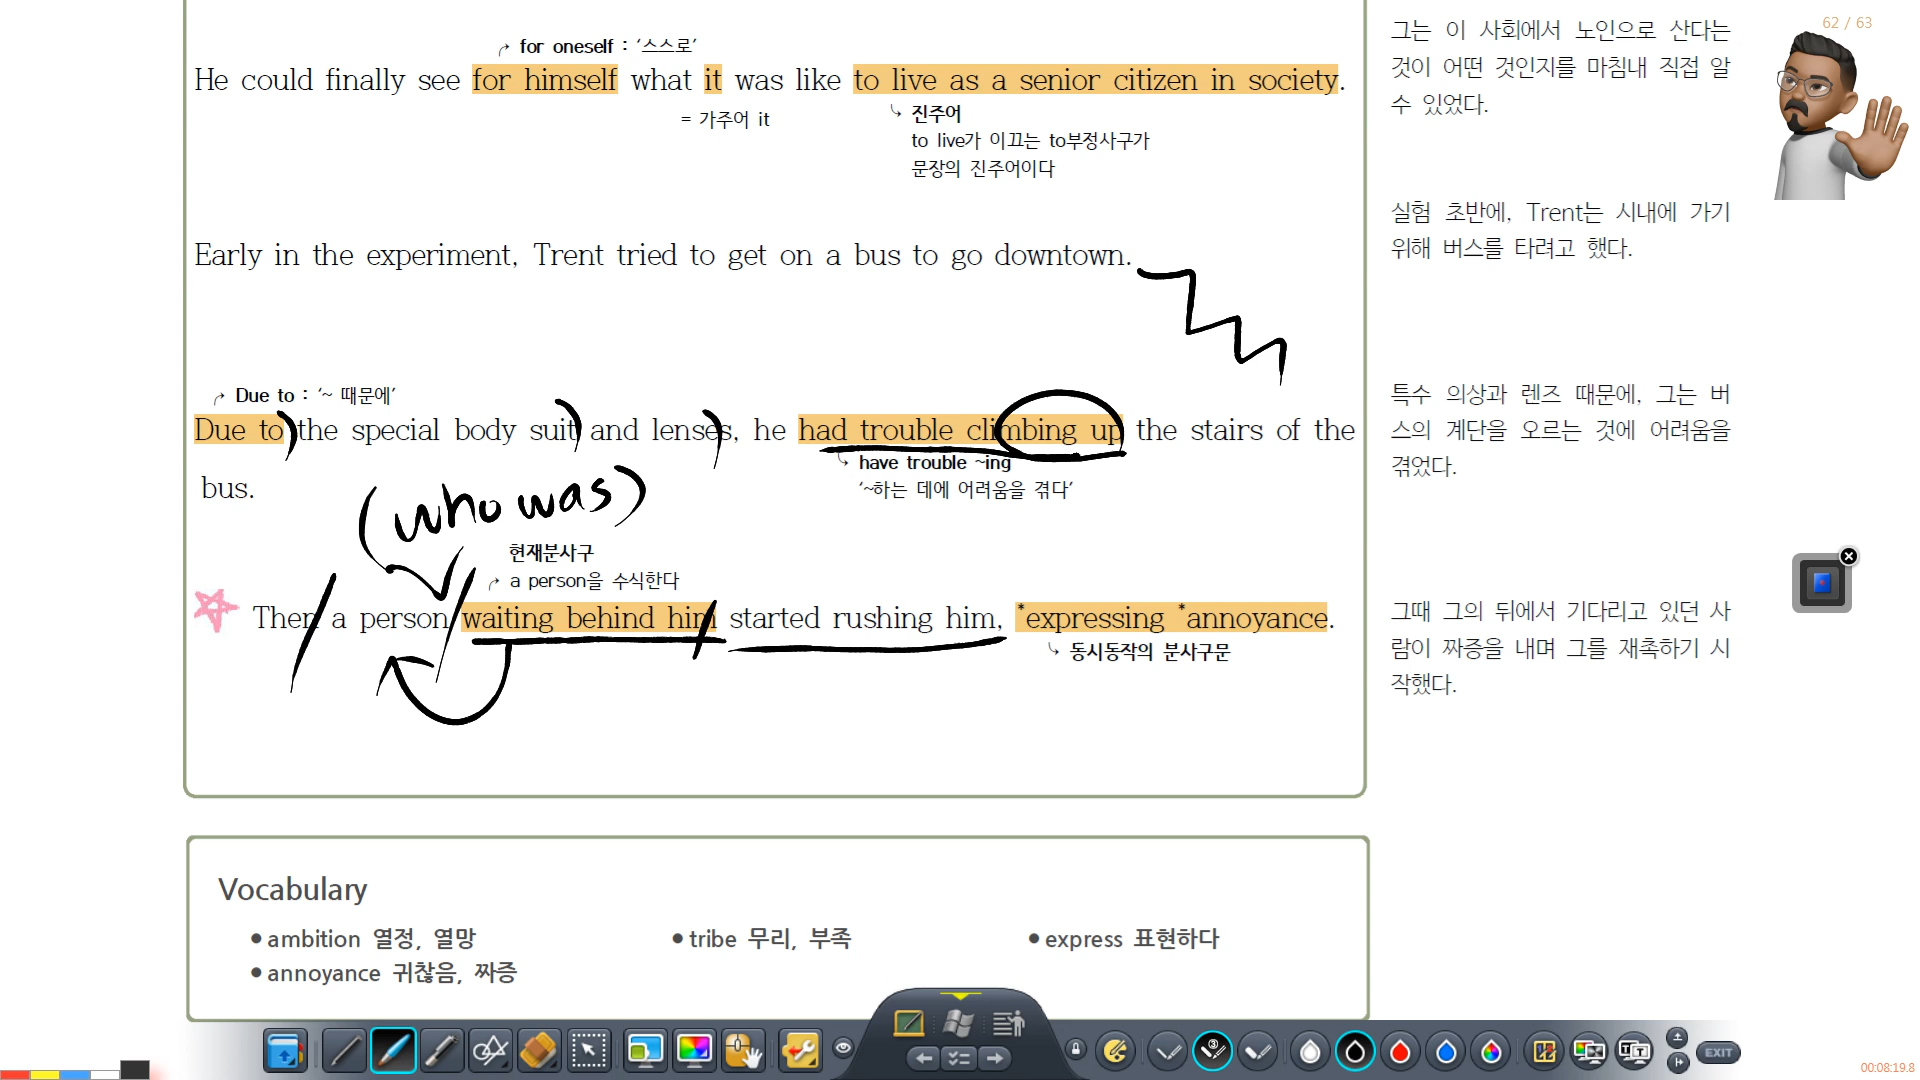 62 / 63
for oneself : ‘스스로’
He could finally see for himself what it was like to live as a senior citizen in society.
= 가주어 it
진주어
to live가 이끄는 to부정사구가
문장의 진주어이다
그는 이 사회에서 노인으로 산다는
것이 어떤 것인지를 마침내 직접 알
수 있었다.
Early in the experiment, Trent tried to get on a bus to go downtown.
실험 초반에, Trent는 시내에 가기
위해 버스를 타려고 했다.
Due to : ‘~ 때문에’
Due to the special body suit and lenses, he had trouble climbing up the stairs of the
bus.
have trouble ~ing
‘~하는 데에 어려움을 겪다’
특수 의상과 렌즈 때문에, 그는 버
스의 계단을 오르는 것에 어려움을
겪었다.
(who was)
현재분사구
a person을 수식한다
Then a person waiting behind him started rushing him, *expressing *annoyance.
동시동작의 분사구문
그때 그의 뒤에서 기다리고 있던 사
람이 짜증을 내며 그를 재촉하기 시
작했다.
Vocabulary
• ambition 열정, 열망
• tribe 무리, 부족
• express 표현하다
• annoyance 귀찮음, 짜증
EXIT
00:08:19.8